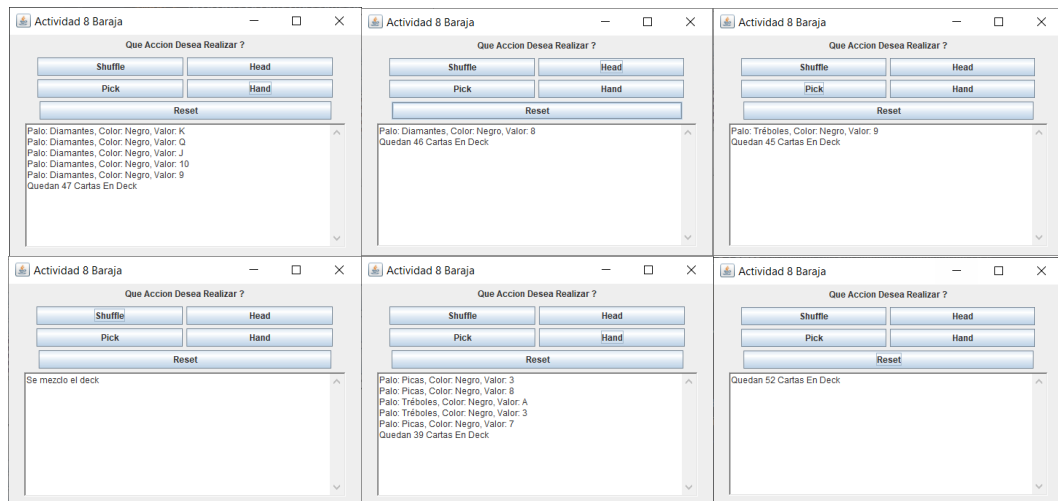 Actividad 8 Baraja
Que Accion Desea Realizar ?
Shuffle
Head
Pick
Hand
Reset
Palo: Diamantes, Color: Negro, Valor: K
Palo: Diamantes, Color: Negro, Valor: Q
Palo: Diamantes, Color: Negro, Valor: J
Palo: Diamantes, Color: Negro, Valor: 10
Palo: Diamantes, Color: Negro, Valor: 9
Quedan 47 Cartas En Deck
Actividad 8 Baraja
Que Accion Desea Realizar ?
Shuffle
Head
Pick
Hand
Reset
Palo: Diamantes, Color: Negro, Valor: 8
Quedan 46 Cartas En Deck
Actividad 8 Baraja
Que Accion Desea Realizar ?
Shuffle
Head
Pick
Hand
Reset
Palo: Tréboles, Color: Negro, Valor: 9
Quedan 45 Cartas En Deck
Actividad 8 Baraja
Que Accion Desea Realizar ?
Shuffle
Head
Pick
Hand
Reset
Se mezclo el deck
Actividad 8 Baraja
Que Accion Desea Realizar ?
Shuffle
Head
Pick
Hand
Reset
Palo: Picas, Color: Negro, Valor: 3
Palo: Picas, Color: Negro, Valor: 8
Palo: Tréboles, Color: Negro, Valor: A
Palo: Tréboles, Color: Negro, Valor: 3
Palo: Picas, Color: Negro, Valor: 7
Quedan 39 Cartas En Deck
Actividad 8 Baraja
Que Accion Desea Realizar ?
Shuffle
Head
Pick
Hand
Reset
Quedan 52 Cartas En Deck